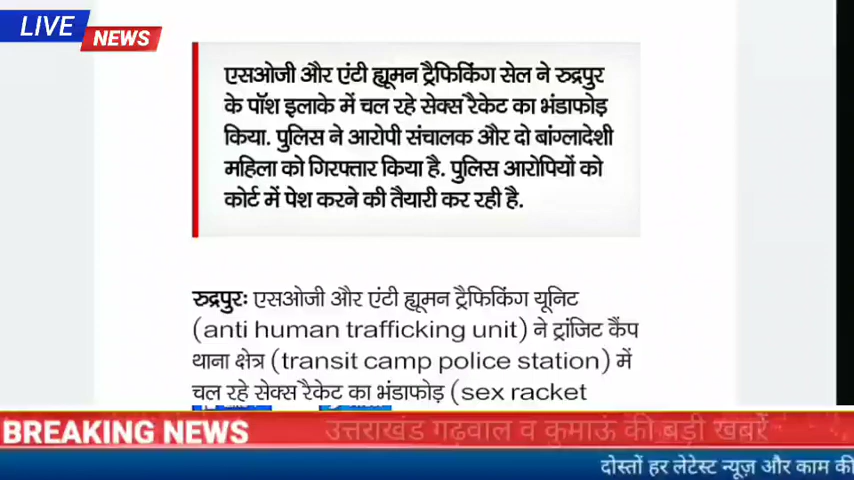 LIVE
NEWS
एसओजी और एंटी ह्यूमन ट्रैफिकिंग सेल ने रुद्रपुर
के पॉश इलाके में चल रहे सेक्स रैकेट का भंडाफोड़
किया. पुलिस ने आरोपी संचालक और दो बांग्लादेशी
महिला को गिरफ्तार किया है. पुलिस आरोपियों को
कोर्ट में पेश करने की तैयारी कर रही है.
रुद्रपुरः एसओजी और एंटी ह्यूमन ट्रैफिकिंग यूनिट
(anti human trafficking unit) ने ट्रांजिट कैंप
थाना क्षेत्र (transit camp police station) में
चल रहे सेक्स रैकेट का भंडाफोड़ (sex racket
BREAKING NEWS
उत्तराखंड गढ़वाल व कुमाऊं की बड़ी खबरें
दोस्तों हर लेटेस्ट न्यूज़ और काम की